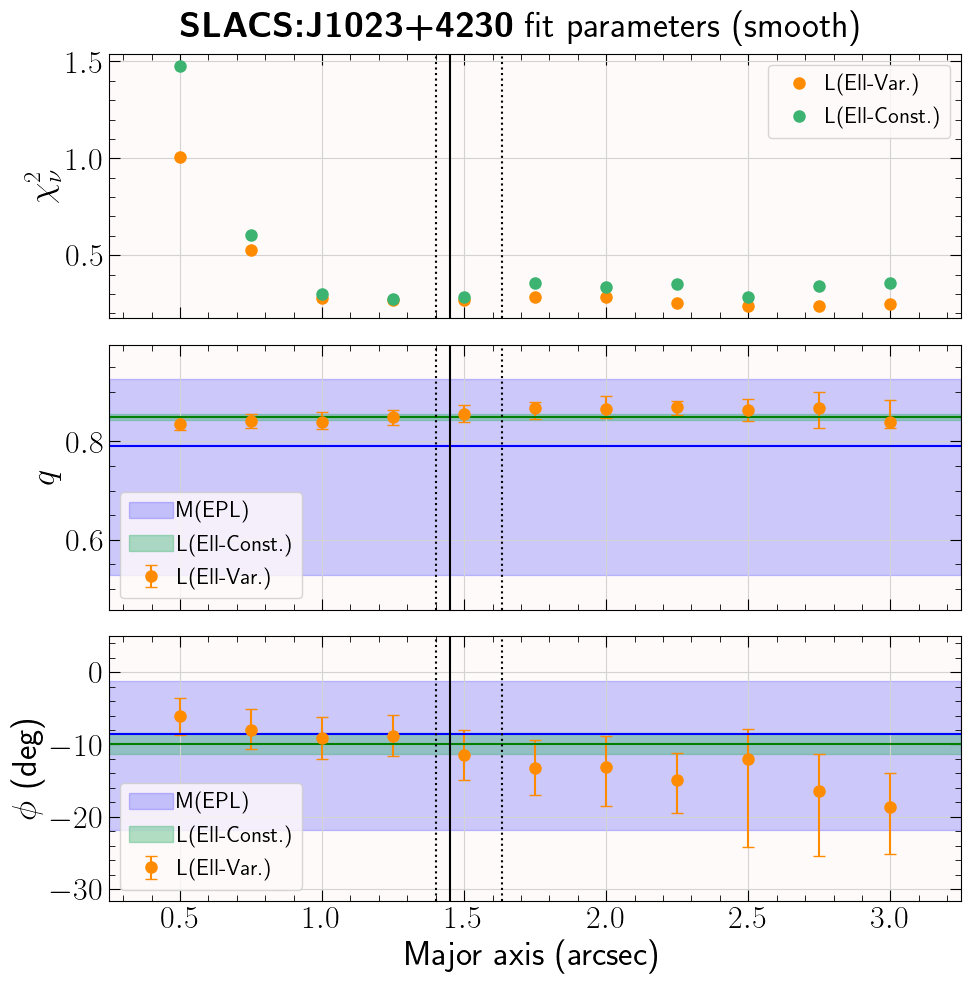 SLACS:J1023+4230 fit parameters (smooth)
1.5
1.0
0.5
χ²ᵥ
L(Ell-Var.)
L(Ell-Const.)
0.8
0.6
q
M(EPL)
L(Ell-Const.)
L(Ell-Var.)
0
−10
−20
−30
ϕ (deg)
M(EPL)
L(Ell-Const.)
L(Ell-Var.)
0.5 1.0 1.5 2.0 2.5 3.0
Major axis (arcsec)